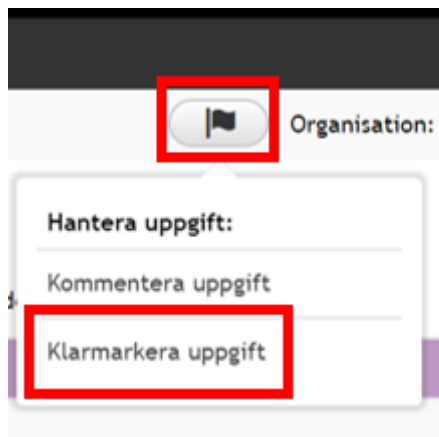 Organisation:
Hantera uppgift:
Kommentera uppgift
Klarmarkera uppgift